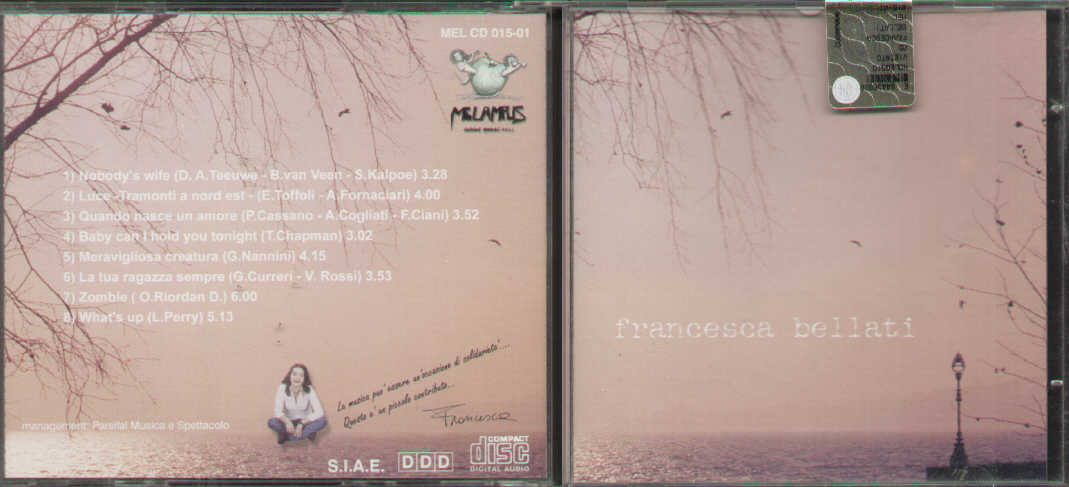 MEL CD 015-01
MELAMPUS
1) Nobody's wife (D. A.Teeuwe - B.van Veen - S.Kalpoe) 3.28
2) Luce -Tramonti a nord est - (E.Toffoli - A.Fornaciari) 4.00
3) Quando nasce un amore (P.Cassano - A.Cogliati - F.Ciani) 3.52
4) Baby can I hold you tonight (T.Chapman) 3.02
5) Meravigliosa creatura (G.Nannini) 4.15
6) La tua ragazza sempre (G.Curreri - V. Rossi) 3.53
7) Zombie ( O.Riordan D.) 6.00
8) What's up (L.Perry) 5.13
La musica puo' essere un'occasione di solidarieta'....
Questo e' un piccolo contributo...
Francesca
management: Parsifal Musica e Spettacolo
S.I.A.E.
DDD
COMPACT
disc
DIGITAL AUDIO
francesca bellati